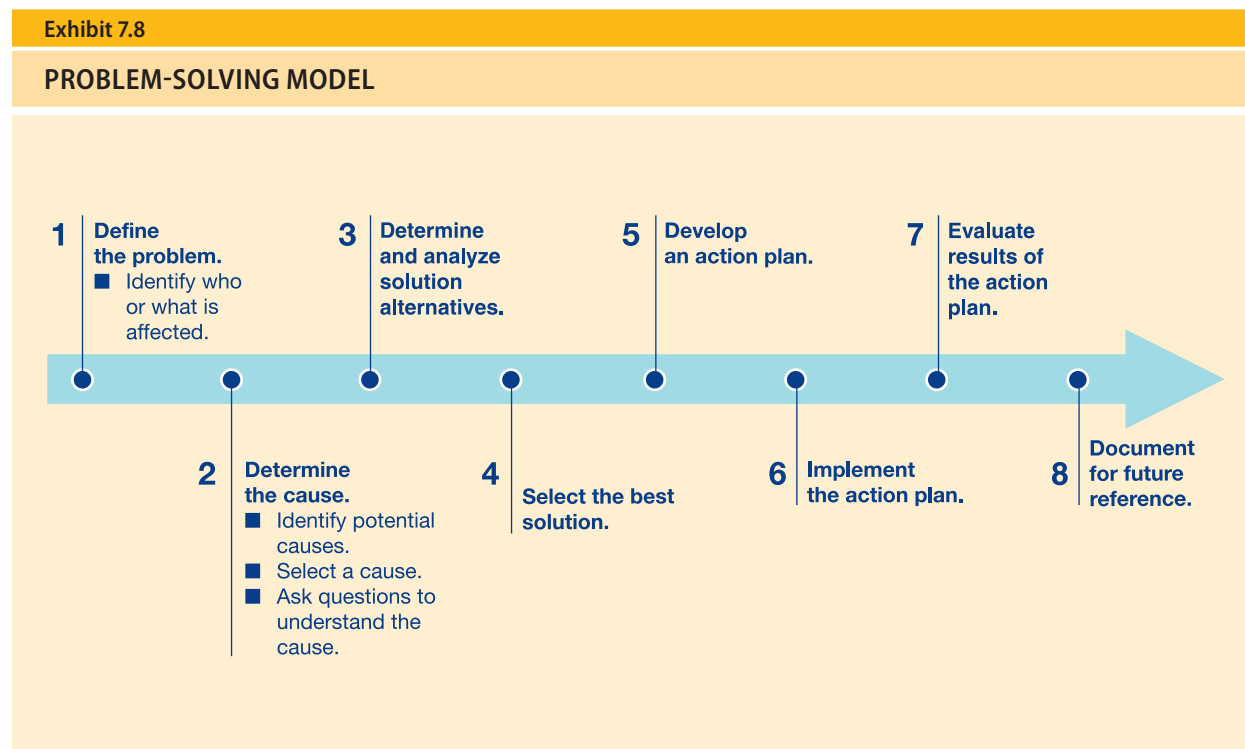 Exhibit 7.8
PROBLEM-SOLVING MODEL
1 Define
the problem.
■ Identify who
or what is
affected.
2 Determine
the cause.
■ Identify potential
causes.
■ Select a cause.
■ Ask questions to
understand the
cause.
3 Determine
and analyze
solution
alternatives.
4 Select the best
solution.
5 Develop
an action plan.
6 Implement
the action plan.
7 Evaluate
results of
the action
plan.
8 Document
for future
reference.